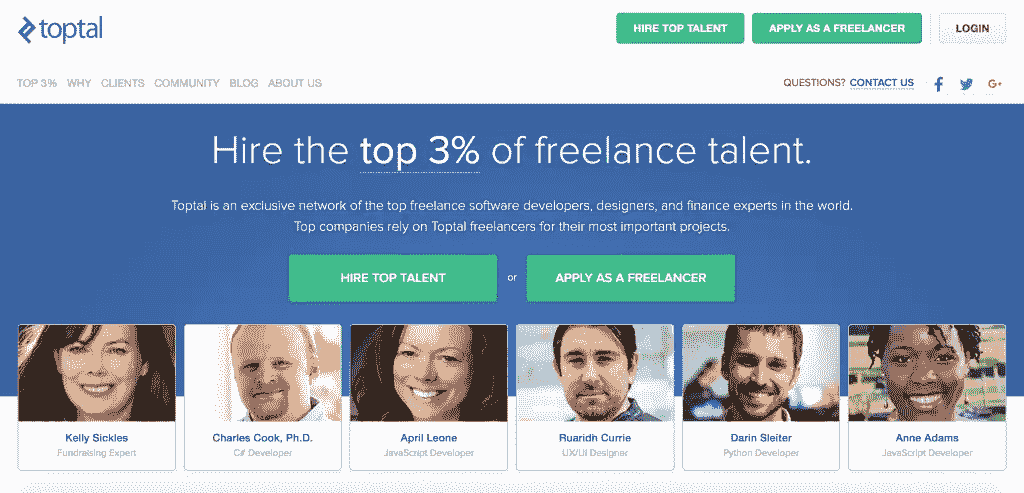 toptal
HIRE TOP TALENT
APPLY AS A FREELANCER
LOGIN
TOP 3% WHY CLIENTS COMMUNITY BLOG ABOUT US
QUESTIONS? CONTACT US
G+
Hire the top 3% of freelance talent.
Toptal is an exclusive network of the top freelance software developers, designers, and finance experts in the world.
Top companies rely on Toptal freelancers for their most important projects.
HIRE TOP TALENT or APPLY AS A FREELANCER
Kelly Sickles
Fundraising Expert
Charles Cook, Ph.D.
C# Developer
April Leone
JavaScript Developer
Ruaridh Currie
UX/UI Designer
Darin Sleiter
Python Developer
Anne Adams
JavaScript Developer